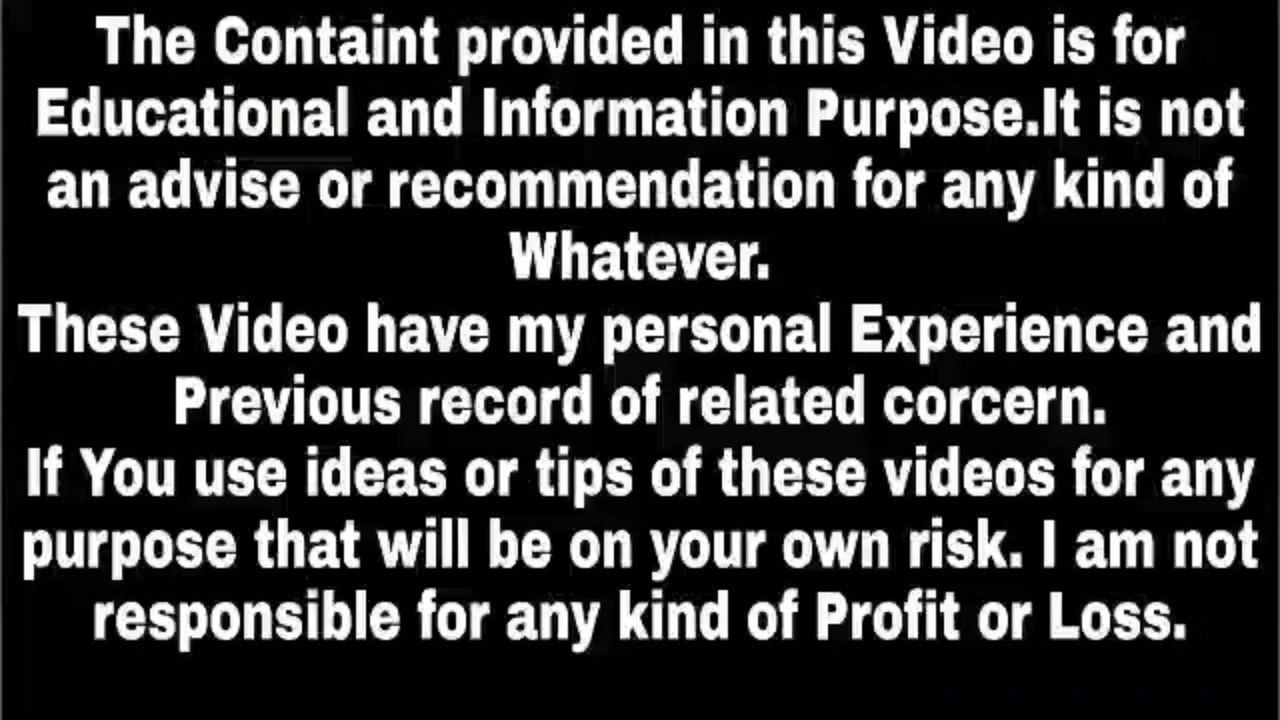 The Containt provided in this Video is for
Educational and Information Purpose.It is not
an advise or recommendation for any kind of
Whatever.
These Video have my personal Experience and
Previous record of related corcern.
If You use ideas or tips of these videos for any
purpose that will be on your own risk. I am not
responsible for any kind of Profit or Loss.